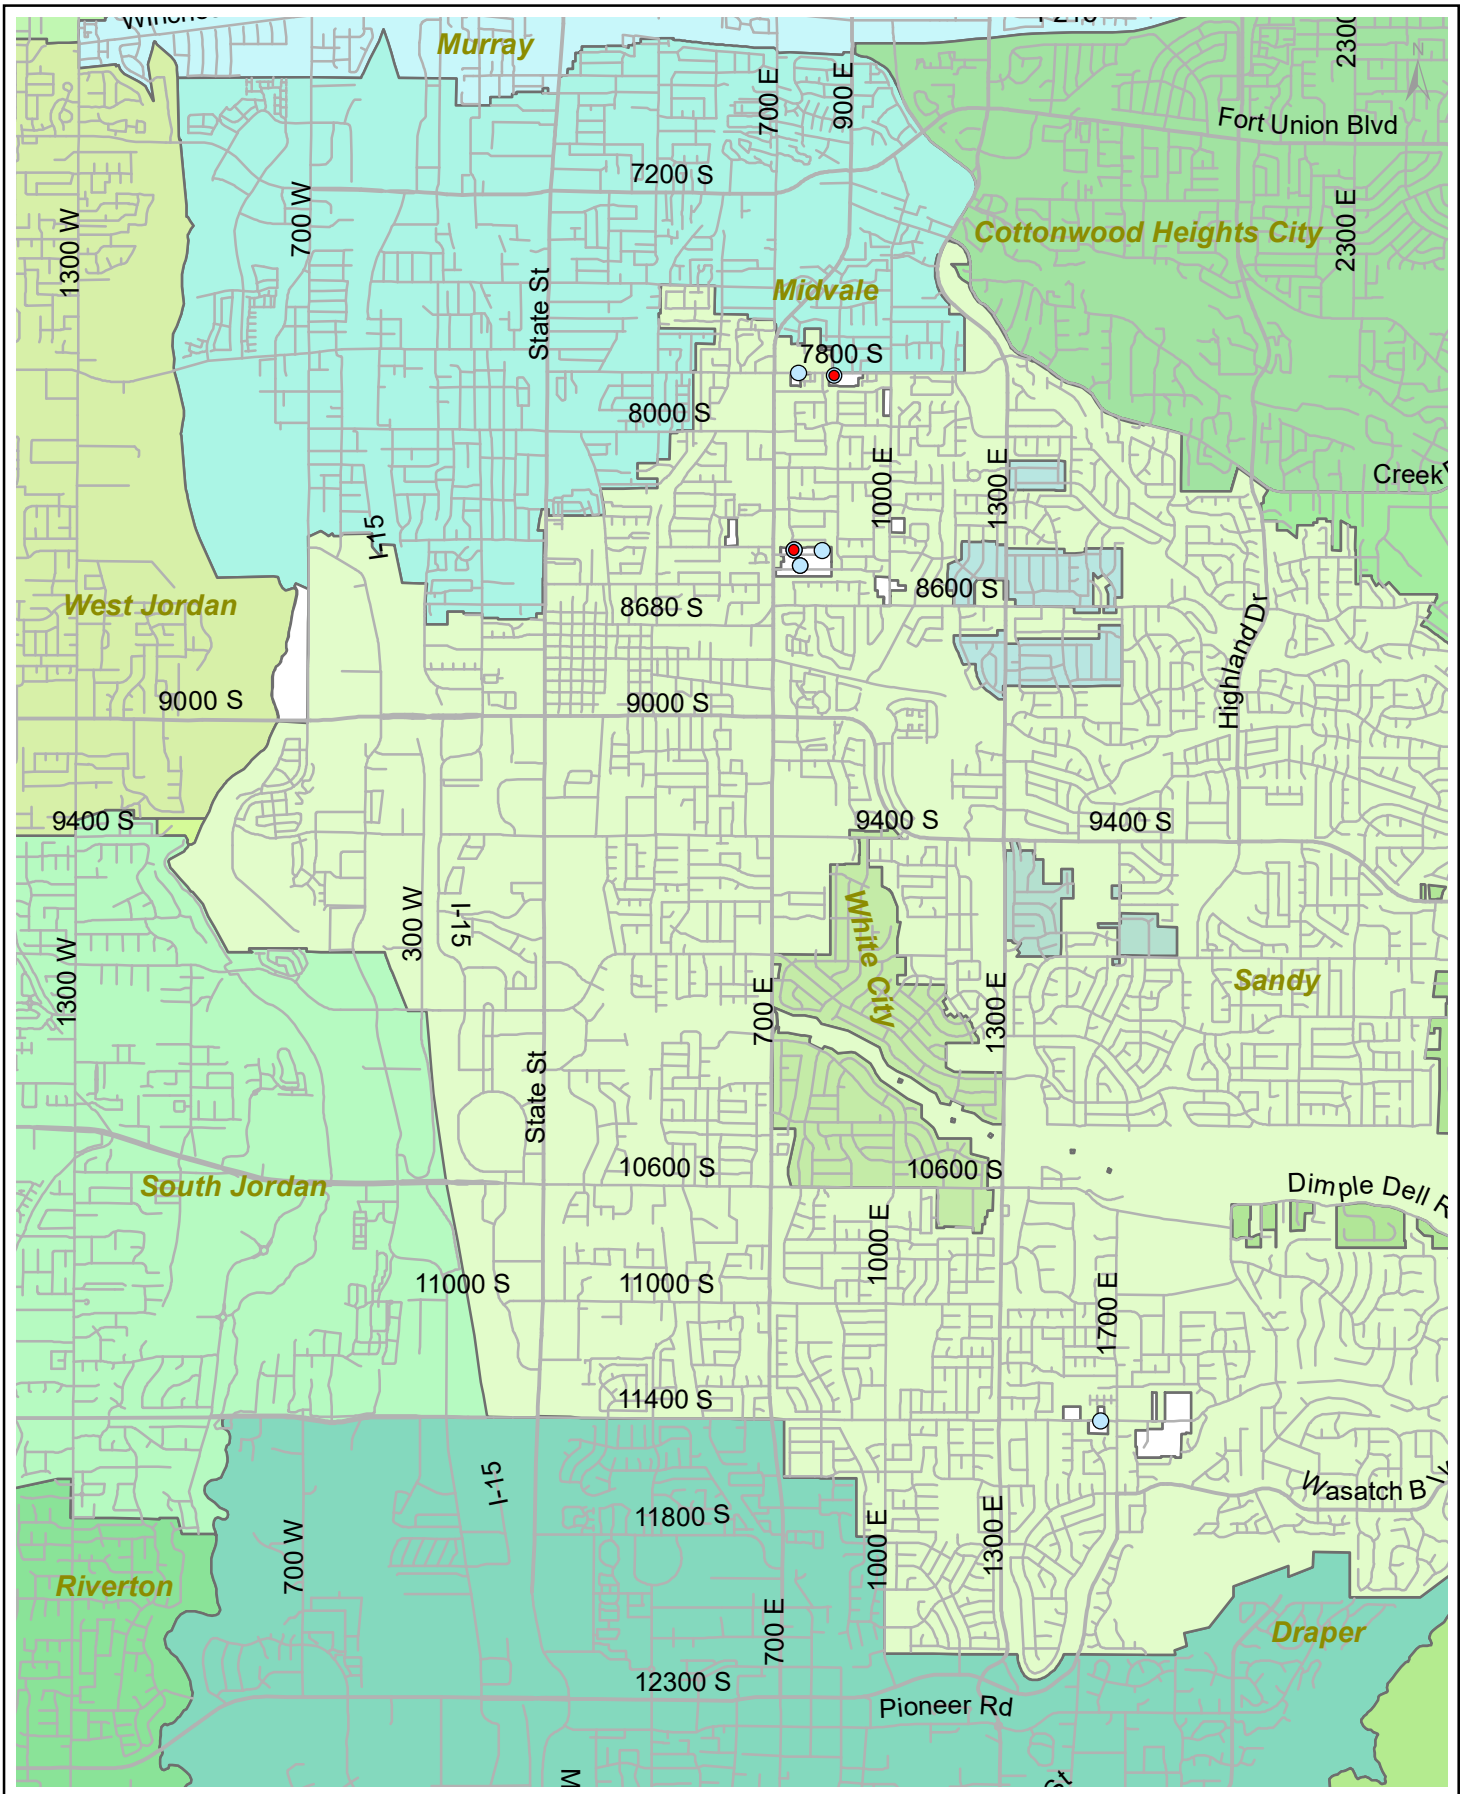 Murray
2300
N
700 E
900 E
Fort Union Blvd
7200 S
1300 W
700 W
Cottonwood Heights City
2300 E
State St
Midvale
7800 S
8000 S
1000 E
1300 E
Creek
I-15
West Jordan
8680 S
8600 S
Highland Dr
9000 S
9000 S
9400 S
9400 S
9400 S
300 W
I-15
White City
1300 W
700 E
1300 E
Sandy
State St
10600 S
10600 S
South Jordan
Dimple Dell R
1000 E
11000 S
11000 S
1700 E
11400 S
I-15
Wasatch B
11800 S
700 W
1000 E
1300 E
Riverton
700 E
Draper
12300 S
Pioneer Rd
M
St